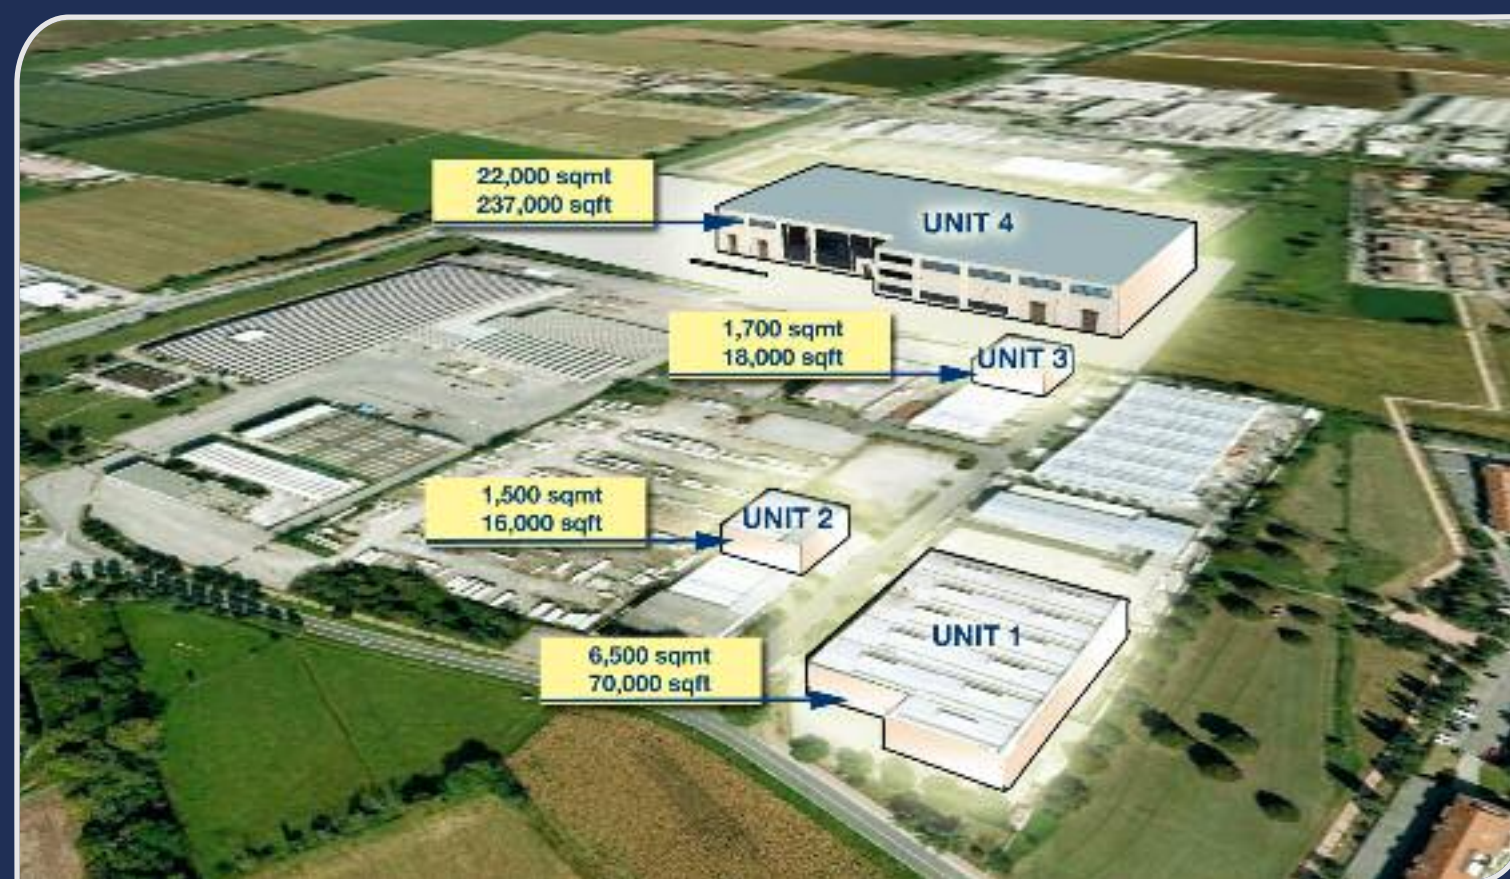 22,000 sqmt
237,000 sqft
UNIT 4
1,700 sqmt
18,000 sqft
UNIT 3
1,500 sqmt
16,000 sqft
UNIT 2
6,500 sqmt
70,000 sqft
UNIT 1